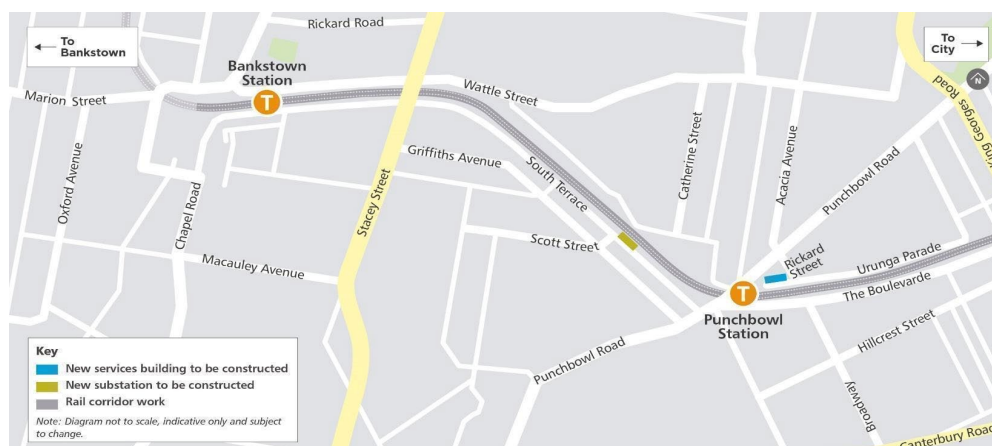 To
Bankstown
Rickard Road
To
City
N
Bankstown
Station
T
Marion Street
Wattle Street
King Georges Road
Griffiths Avenue
South Terrace
Catherine Street
Acacia Avenue
Punchbowl Road
Oxford Avenue
Chapel Road
Stacey Street
Scott Street
Macauley Avenue
Rickard
Street
Urunga Parade
T
The Boulevarde
Punchbowl
Station
Hillcrest Street
Punchbowl Road
Broadway
Canterbury Road
Key
New services building to be constructed
New substation to be constructed
Rail corridor work
Note: Diagram not to scale, indicative only and subject
to change.